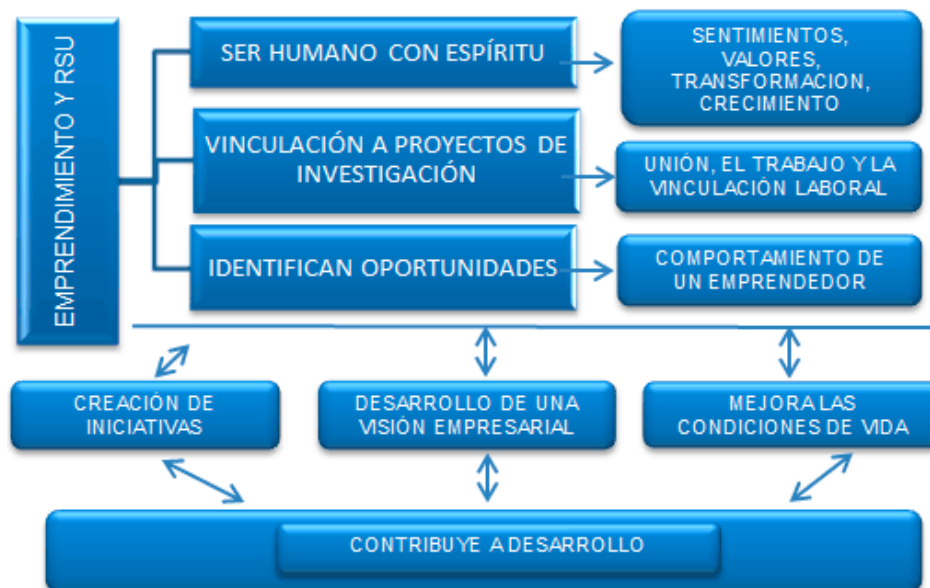 EMPRENDIMIENTO Y RSU
SER HUMANO CON ESPÍRITU
SENTIMIENTOS,
VALORES,
TRANSFORMACION,
CRECIMIENTO
VINCULACIÓN A PROYECTOS DE
INVESTIGACIÓN
UNIÓN, EL TRABAJO Y LA
VINCULACIÓN LABORAL
IDENTIFICAN OPORTUNIDADES
COMPORTAMIENTO DE
UN EMPRENDEDOR
CREACIÓN DE
INICIATIVAS
DESARROLLO DE UNA
VISIÓN EMPRESARIAL
MEJORA LAS
CONDICIONES DE VIDA
CONTRIBUYE A DESARROLLO